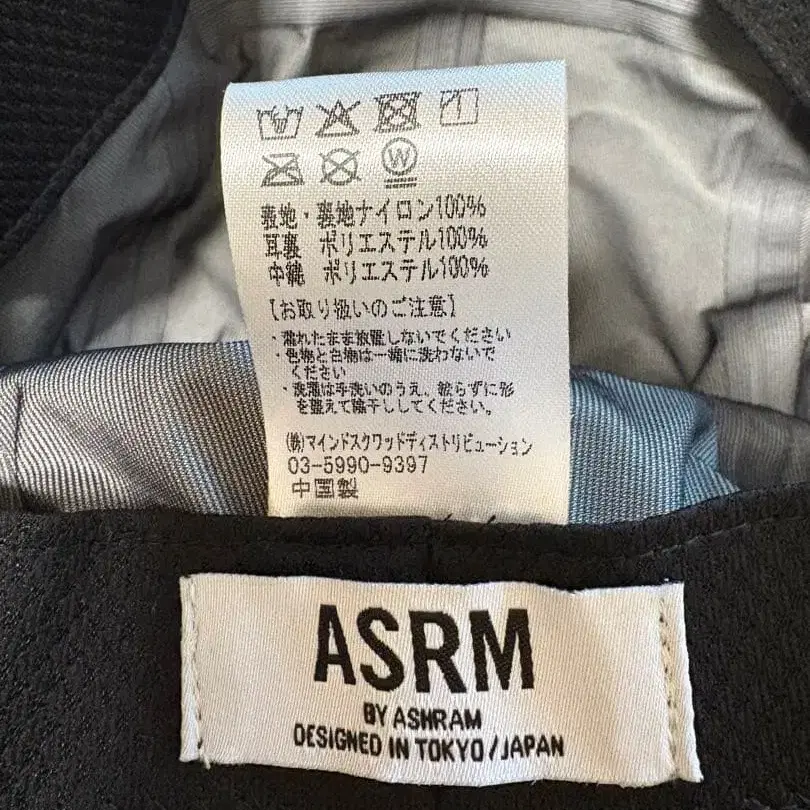 W
表地・裏地ナイロン100%
耳裏 ポリエステル100%
中縄 ポリエステル100%
【お取り扱いのご注意】
・濡れたまま放置しないでください
・色物と白物は一緒に洗わないで
ください
・洗濯は手洗いのうえ、絞らずに形
を整えて陰干ししてください。
㈱マインドスクワッドディストリビューション
03-5990-9397
中国製
ASRM
BY ASHRAM
DESIGNED IN TOKYO/JAPAN